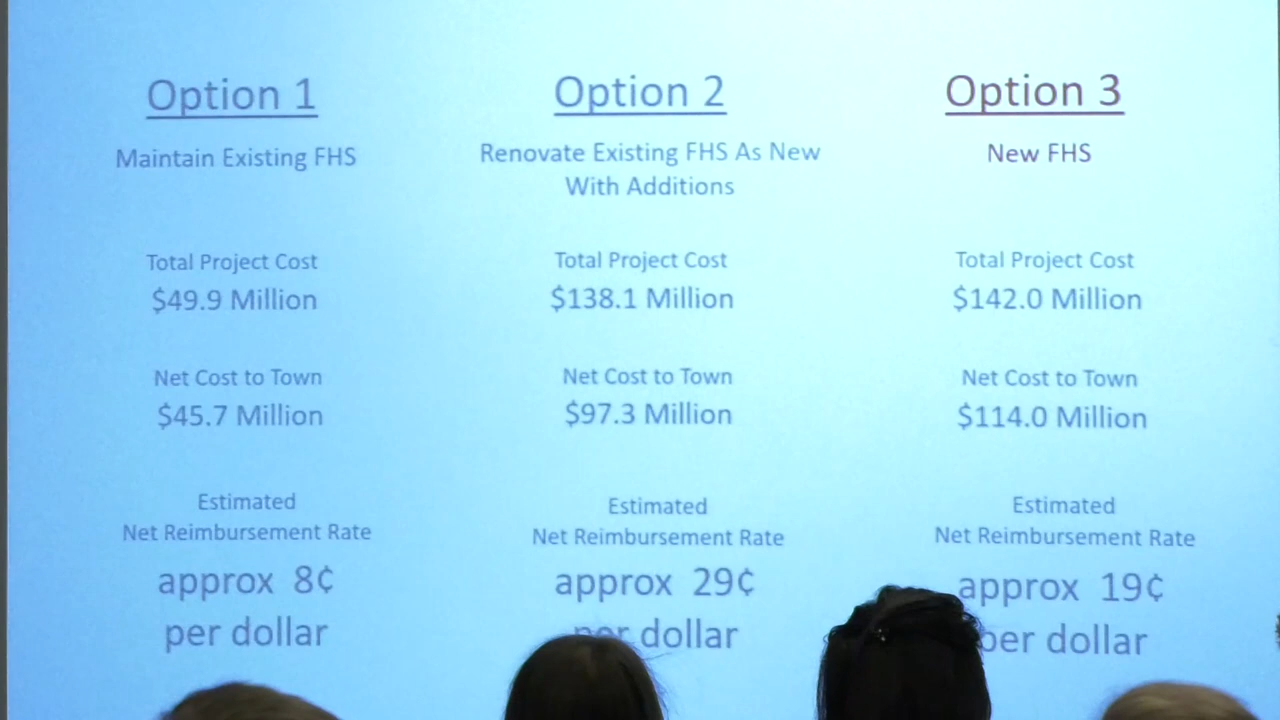 Option 1
Maintain Existing FHS
Total Project Cost
$49.9 Million
Net Cost to Town
$45.7 Million
Estimated
Net Reimbursement Rate
approx 8¢
per dollar
Option 2
Renovate Existing FHS As New
With Additions
Total Project Cost
$138.1 Million
Net Cost to Town
$97.3 Million
Estimated
Net Reimbursement Rate
approx 29¢
per dollar
Option 3
New FHS
Total Project Cost
$142.0 Million
Net Cost to Town
$114.0 Million
Estimated
Net Reimbursement Rate
approx 19¢
per dollar